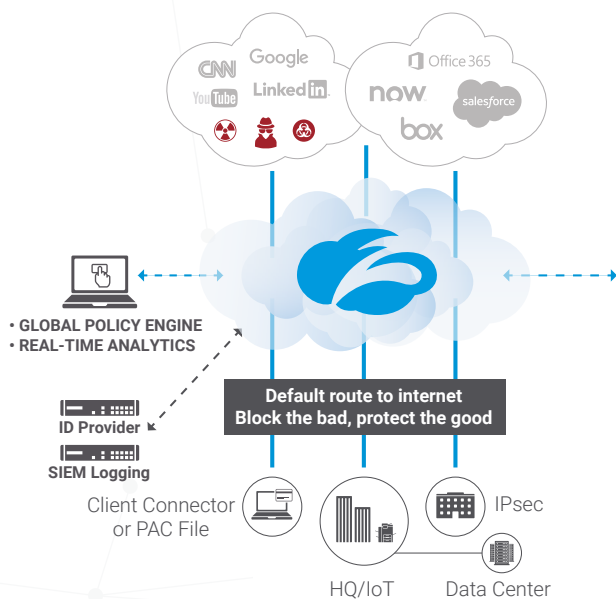 CNN
Google
YouTube
Linked in
Office 365
now
salesforce
box
• GLOBAL POLICY ENGINE
• REAL-TIME ANALYTICS
Default route to internet
Block the bad, protect the good
ID Provider
SIEM Logging
Client Connector
or PAC File
IPsec
HQ/IoT
Data Center